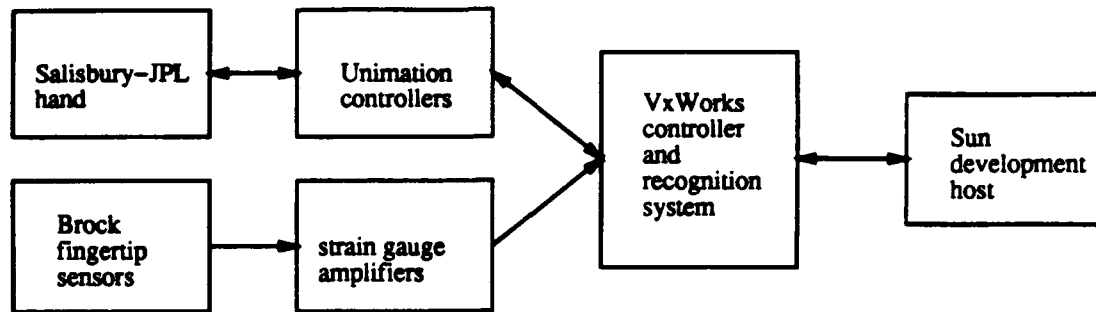 Salisbury-JPL
hand
Unimation
controllers
VxWorks
controller
and
recognition
system
Sun
development
host
Brock
fingertip
sensors
strain gauge
amplifiers